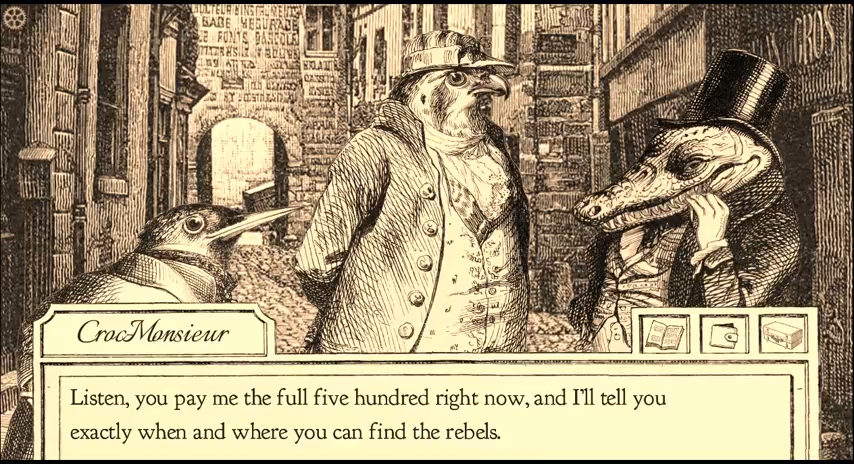 CrocMonsieur
Listen, you pay me the full five hundred right now, and I'll tell you
exactly when and where you can find the rebels.